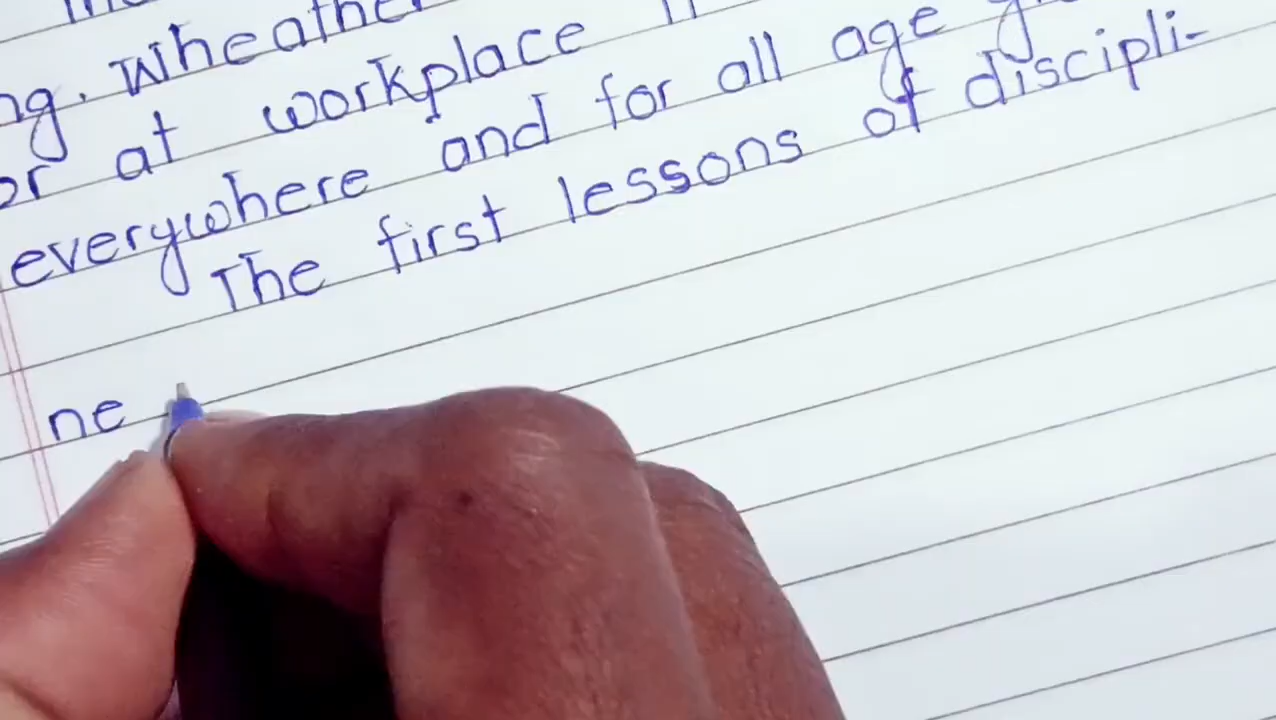 ng. Wheather
or at workplace
everywhere and for all age
The first lessons of discipli-
ne